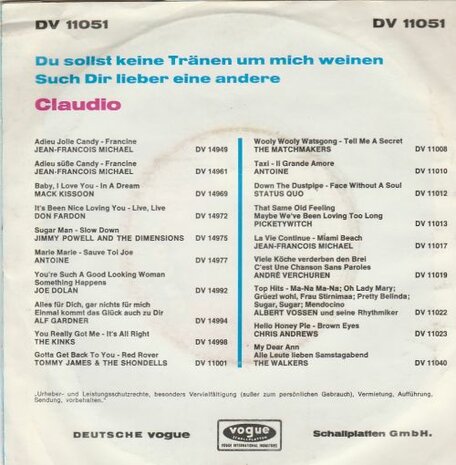 DV 11051
DV 11051
Du sollst keine Tränen um mich weinen
Such Dir lieber eine andere
Claudio
Adieu Jolie Candy - Francine
JEAN-FRANCOIS MICHAEL DV 14949
Adieu süße Candy - Francine
JEAN-FRANCOIS MICHAEL DV 14961
Baby, I Love You - In A Dream
MACK KISSOON DV 14969
It's Been Nice Loving You - Live, Live
DON FARDON DV 14972
Sugar Man - Slow Down
JIMMY POWELL AND THE DIMENSIONS DV 14975
Marie Marie - Sauve Toi Joe
ANTOINE DV 14977
You're Such A Good Looking Woman
Something Happens
JOE DOLAN DV 14992
Alles für Dich, gar nichts für mich
Einmal kommt das Glück auch zu Dir
ALF GARDNER DV 14994
You Really Got Me - It's All Right
THE KINKS DV 14998
Gotta Get Back To You - Red Rover
TOMMY JAMES & THE SHONDELLS DV 11001
Wooly Wooly Watsgong - Tell Me A Secret
THE MATCHMAKERS DV 11008
Taxi - Il Grande Amore
ANTOINE DV 11010
Down The Dustpipe - Face Without A Soul
STATUS QUO DV 11012
That Same Old Feeling
Maybe We've Been Loving Too Long
PICKETYWITCH DV 11013
La Vie Continue - Miami Beach
JEAN-FRANCOIS MICHAEL DV 11017
Viele Köche verderben den Brei
C'est Une Chanson Sans Paroles
ANDRÉ VERCHUREN DV 11019
Top Hits - Ma-Na Ma-Na; Oh Lady Mary;
Grüezi wohl, Frau Stirnimaa; Pretty Belinda;
Sugar, Sugar; Mendocino
ALBERT VOSSEN und seine Rhythmiker DV 11022
Hello Honey Pie - Brown Eyes
CHRIS ANDREWS DV 11023
My Dear Ann
Alle Leute lieben Samstagabend
THE WALKERS DV 11040
„Urheber- und Leistungsschutzrechte, besonders Vervielfältigung (außer zum persönlichen Gebrauch), Vermietung, Aufführung,
Sendung, vorbehalten."
DEUTSCHE vogue
vogue
SCHALLPLATTEN
VOGUE INTERNATIONAL INDUSTRIES
Schallplatten GmbH.